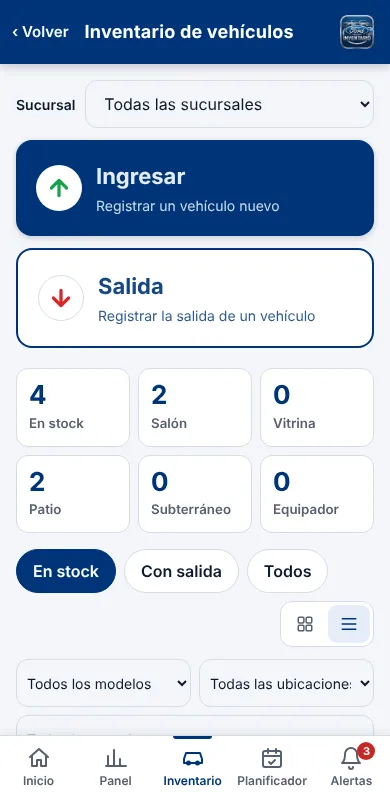 ‹ Volver
Inventario de vehículos
INVENTARIO
Sucursal
Todas las sucursales
Ingresar
Registrar un vehículo nuevo
Salida
Registrar la salida de un vehículo
4
En stock
2
Salón
0
Vitrina
2
Patio
0
Subterráneo
0
Equipador
En stock
Con salida
Todos
Todos los modelos
Todas las ubicaciones
Inicio
Panel
Inventario
Planificador
3
Alertas